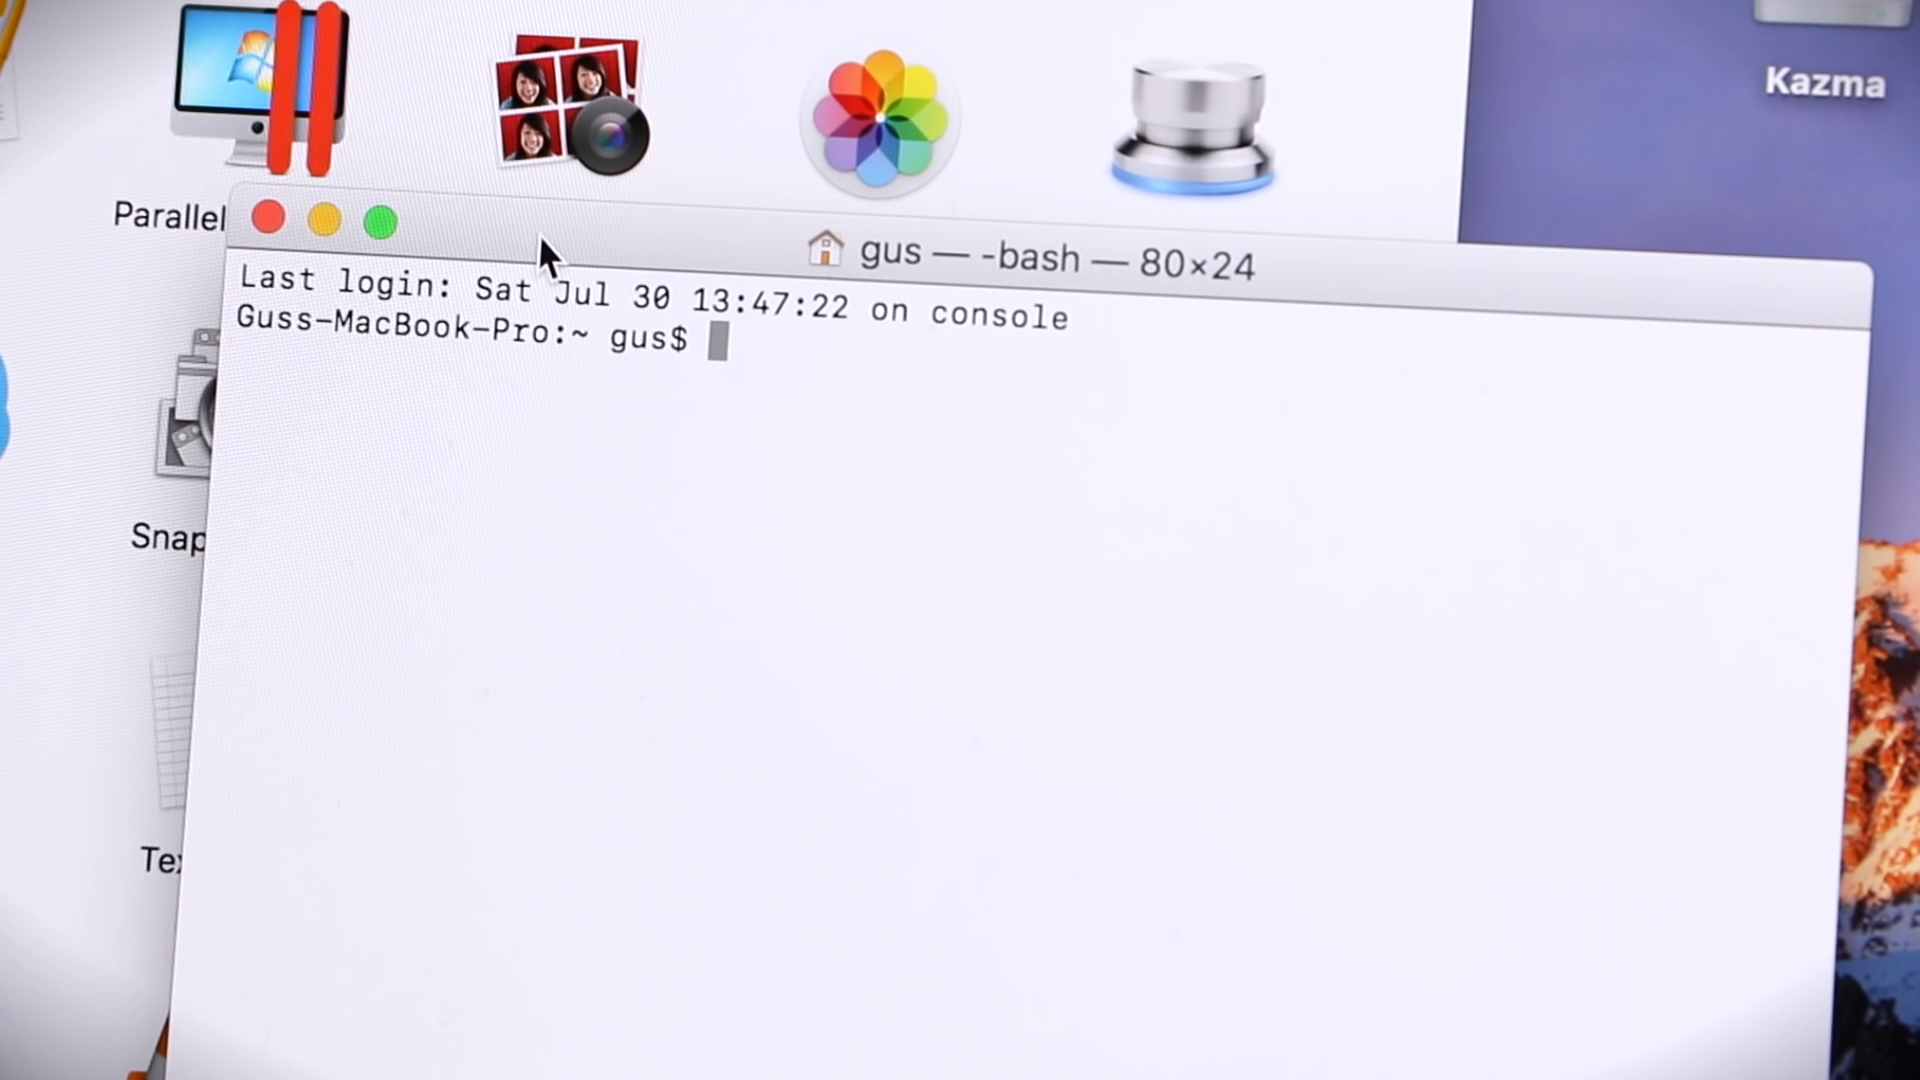 Kazma
Parallel
gus — -bash — 80×24
Last login: Sat Jul 30 13:47:22 on console
Guss-MacBook-Pro:~ gus$
Snap
Tex